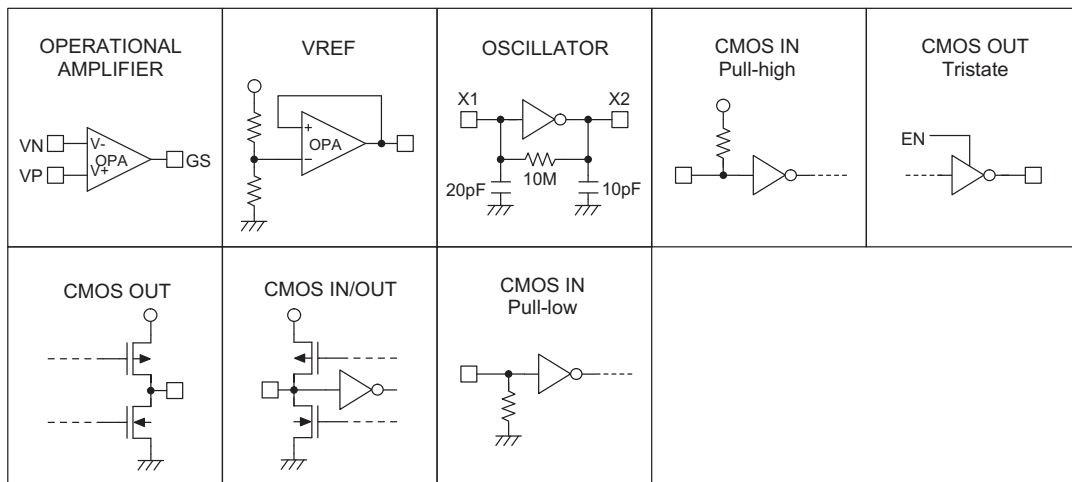 OPERATIONAL
AMPLIFIER
VN
V-
OPA
VP
V+
GS
VREF
+
OPA
−
OSCILLATOR
X1
X2
10M
20pF
10pF
CMOS IN
Pull-high
CMOS OUT
Tristate
EN
CMOS OUT
CMOS IN/OUT
CMOS IN
Pull-low